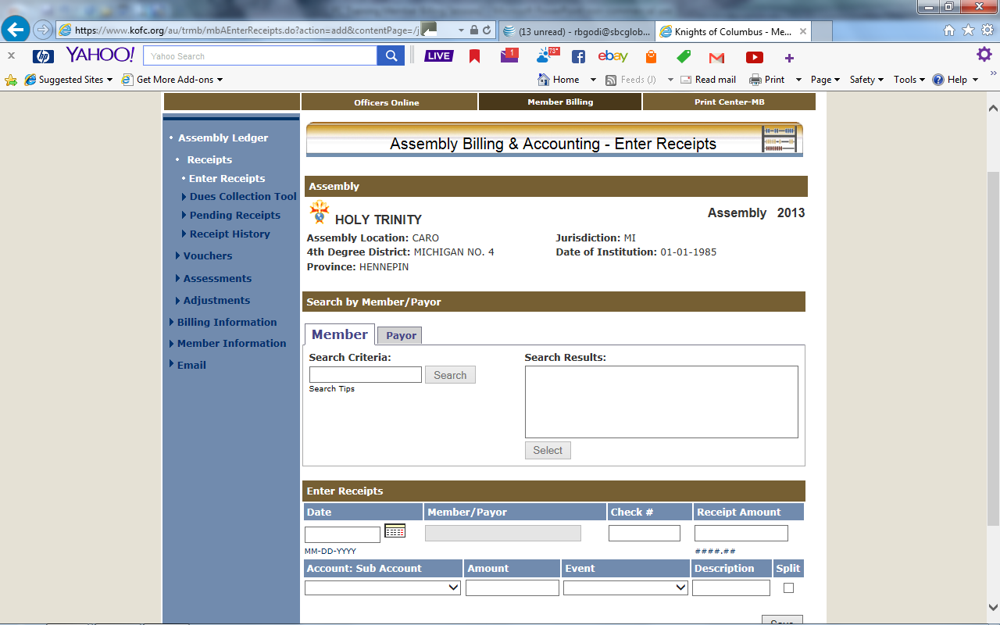 https://www.kofc.org/au/trmb/mbAEnterReceipts.do?action=add&contentPage=/j
(13 unread) - rbgodi@sbcglob...
Knights of Columbus - Me...
x
hp
YAHOO!
Yahoo Search
LIVE
1
73°
ebay
Suggested Sites
Get More Add-ons
Home
Feeds (J)
Read mail
Print
Page
Safety
Tools
Help
Officers Online
Member Billing
Print Center-MB
Assembly Ledger
Receipts
Enter Receipts
Dues Collection Tool
Pending Receipts
Receipt History
Vouchers
Assessments
Adjustments
Billing Information
Member Information
Email
Assembly Billing & Accounting - Enter Receipts
Assembly
HOLY TRINITY
Assembly 2013
Assembly Location: CARO
Jurisdiction: MI
4th Degree District: MICHIGAN NO. 4
Date of Institution: 01-01-1985
Province: HENNEPIN
Search by Member/Payor
Member
Payor
Search Criteria:
Search Results:
Search
Search Tips
Select
Enter Receipts
Date
Member/Payor
Check #
Receipt Amount
MM-DD-YYYY
####.##
Account: Sub Account
Amount
Event
Description
Split